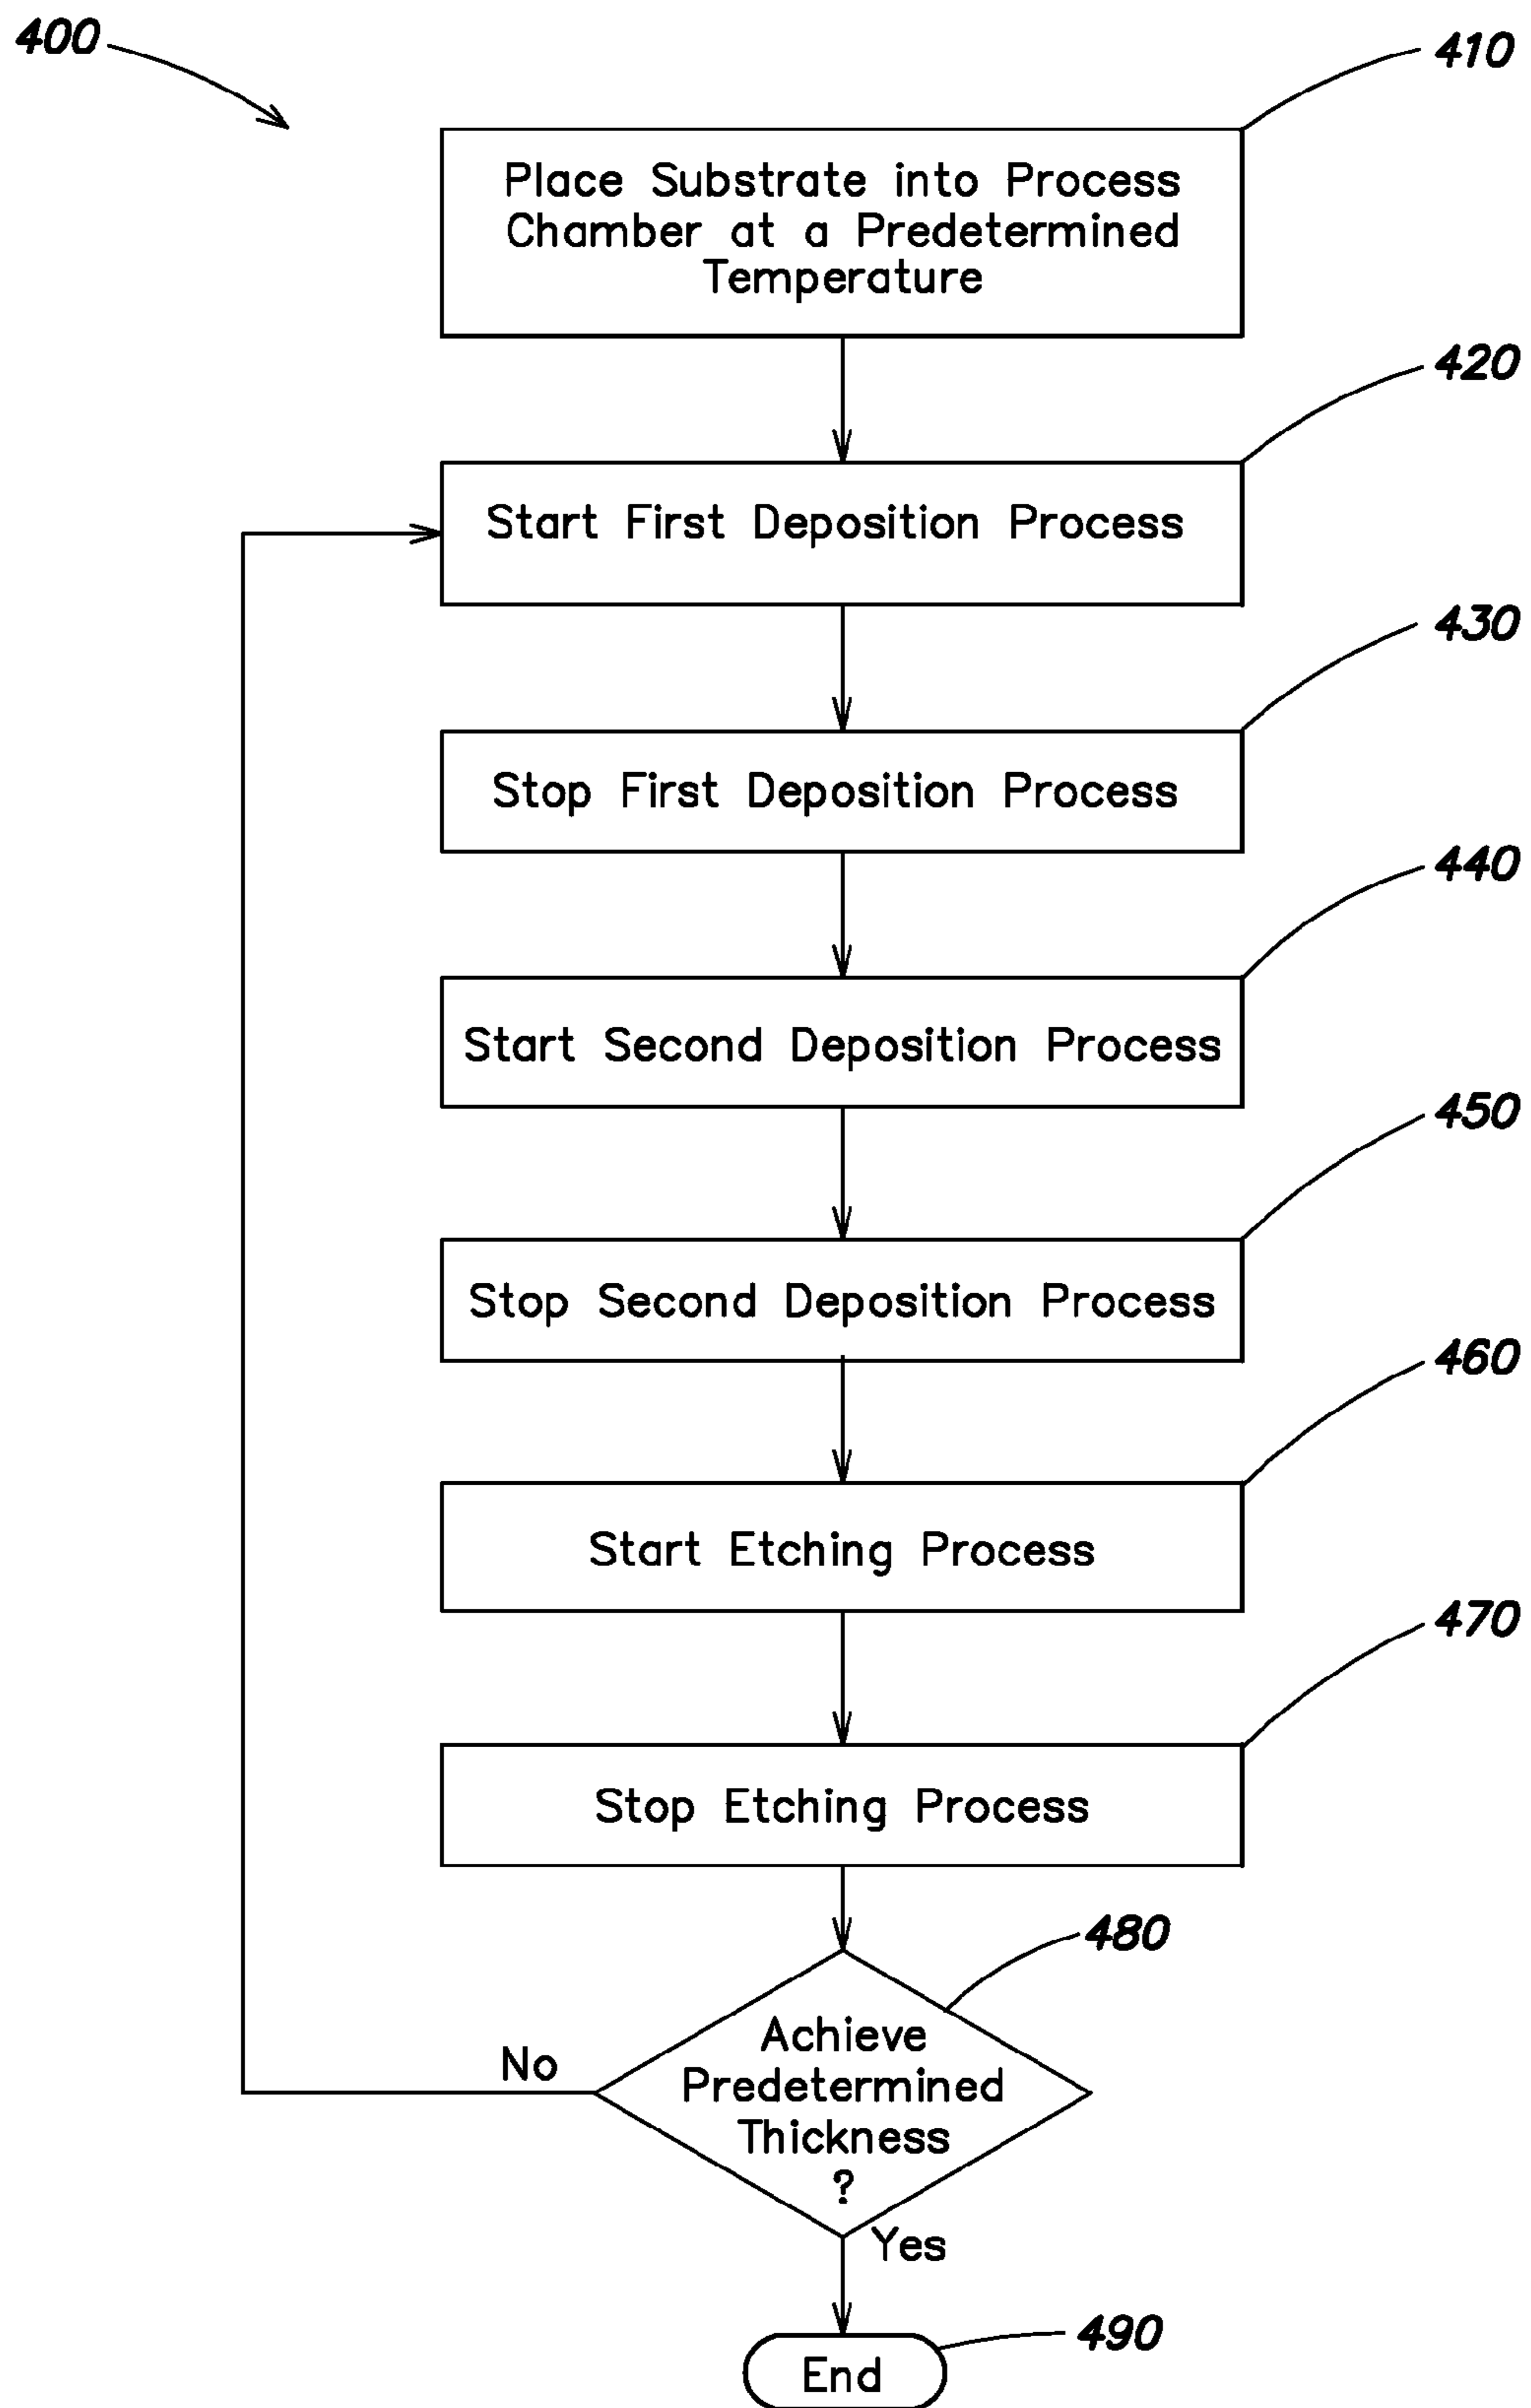 400
410
Place Substrate into Process
Chamber at a Predetermined
Temperature
420
Start First Deposition Process
430
Stop First Deposition Process
440
Start Second Deposition Process
450
Stop Second Deposition Process
460
Start Etching Process
470
Stop Etching Process
480
Achieve
Predetermined
Thickness
?
No
Yes
490
End